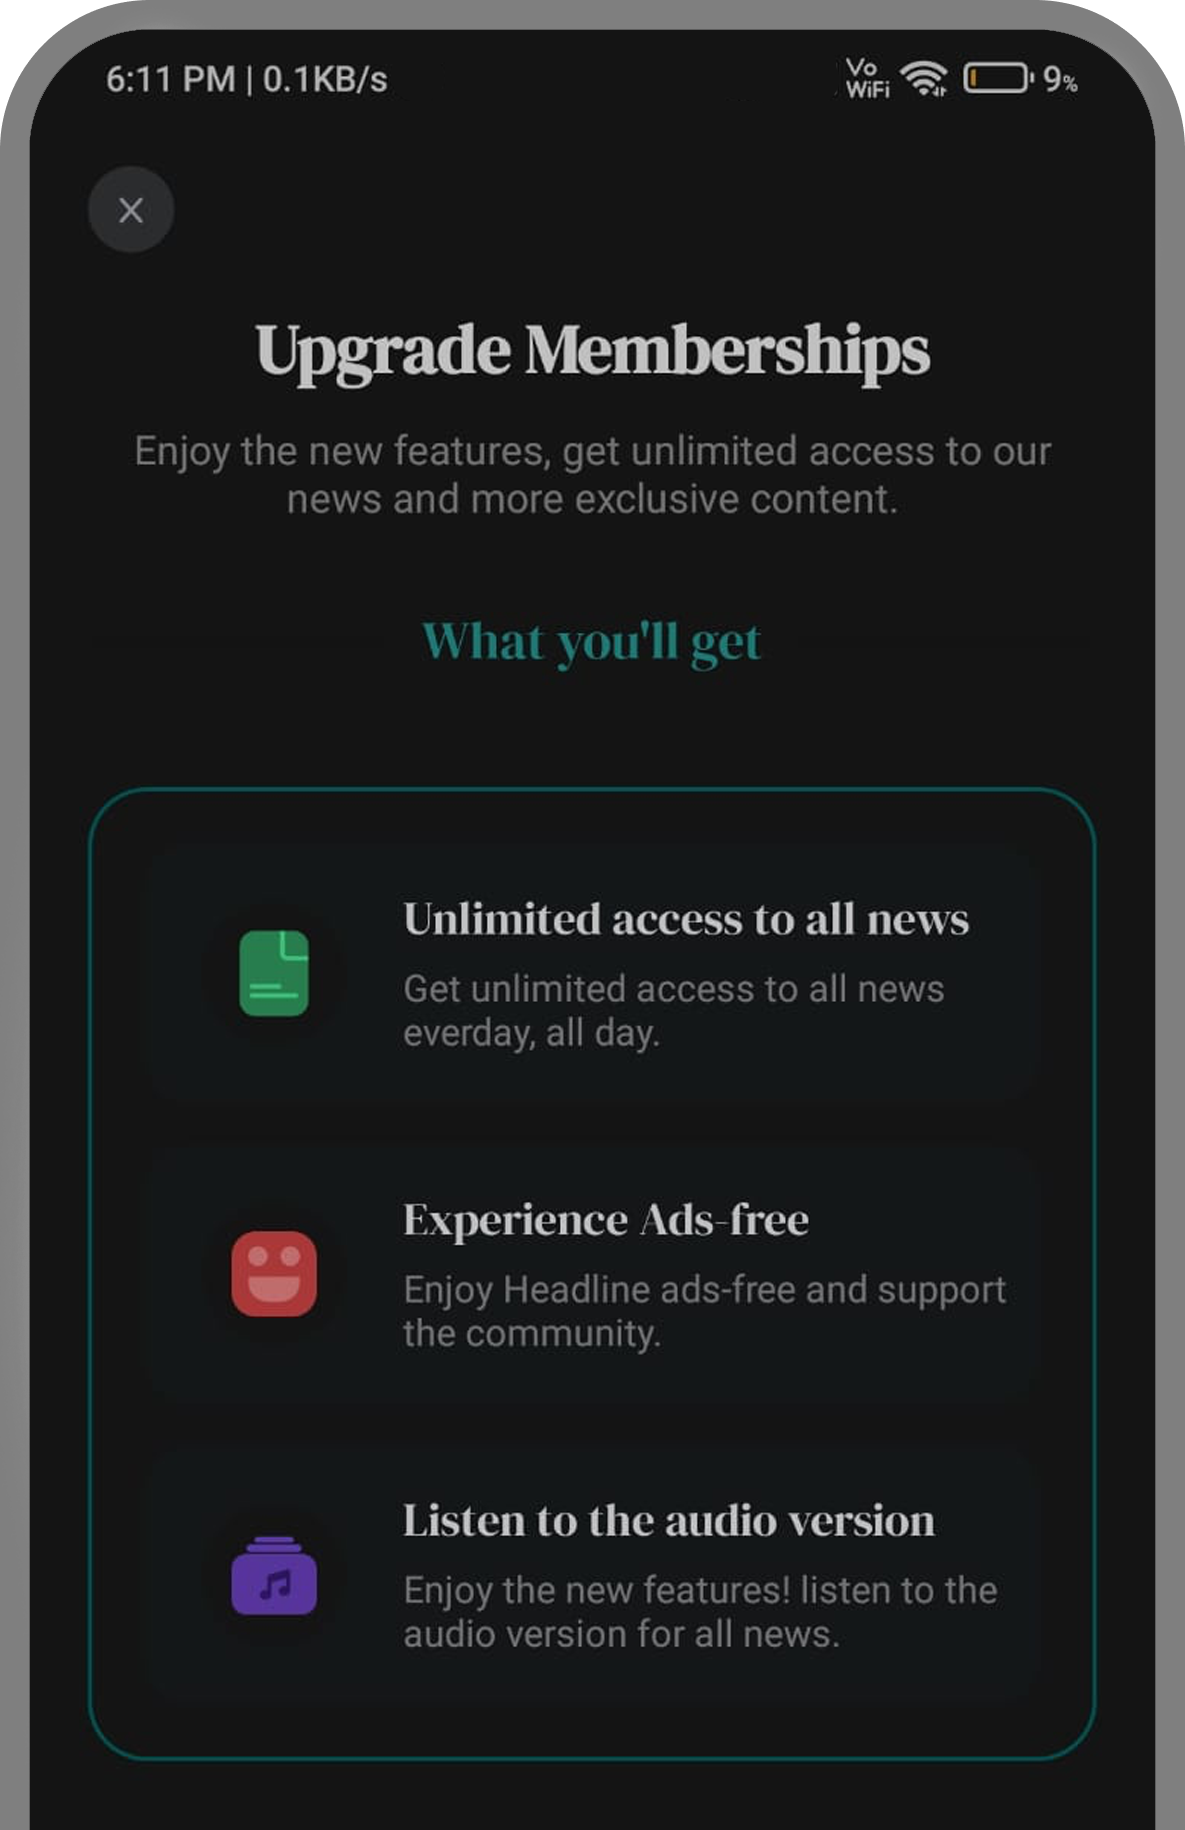 6:11 PM | 0.1KB/s Vo WiFi 9%
Upgrade Memberships
Enjoy the new features, get unlimited access to our
news and more exclusive content.
What you'll get
Unlimited access to all news
Get unlimited access to all news
everday, all day.
Experience Ads-free
Enjoy Headline ads-free and support
the community.
Listen to the audio version
Enjoy the new features! listen to the
audio version for all news.